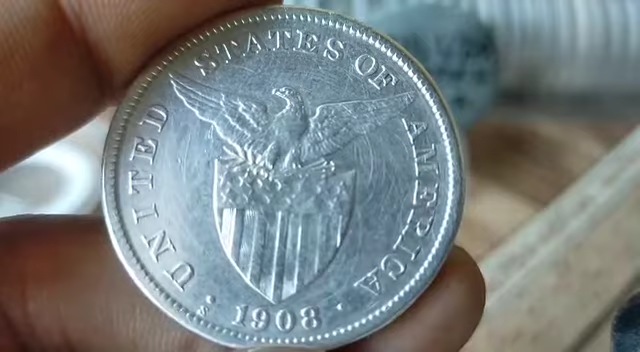 UNITED STATES OF AMERICA
S · 1908 ·